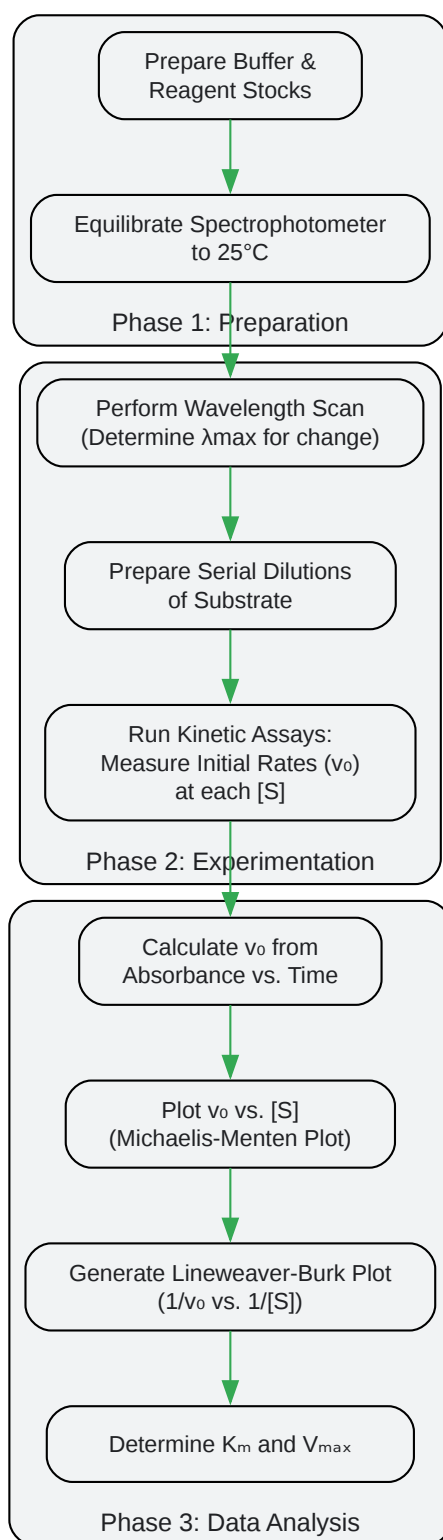 Prepare Buffer &
Reagent Stocks
Equilibrate Spectrophotometer
to 25°C
Phase 1: Preparation
Perform Wavelength Scan
(Determine λmax for change)
Prepare Serial Dilutions
of Substrate
Run Kinetic Assays:
Measure Initial Rates (v₀)
at each [S]
Phase 2: Experimentation
Calculate v₀ from
Absorbance vs. Time
Plot v₀ vs. [S]
(Michaelis-Menten Plot)
Generate Lineweaver-Burk Plot
(1/v₀ vs. 1/[S])
Determine Kₘ and Vₘₐₓ
Phase 3: Data Analysis